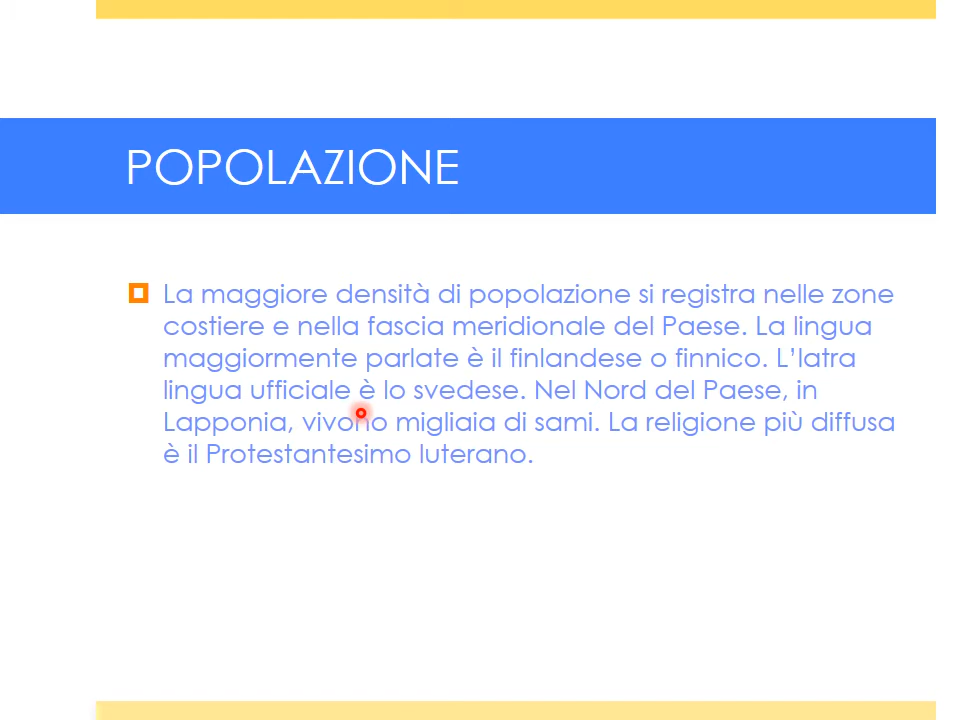 POPOLAZIONE
La maggiore densità di popolazione si registra nelle zone
costiere e nella fascia meridionale del Paese. La lingua
maggiormente parlate è il finlandese o finnico. L’latra
lingua ufficiale è lo svedese. Nel Nord del Paese, in
Lapponia, vivono migliaia di sami. La religione più diffusa
è il Protestantesimo luterano.